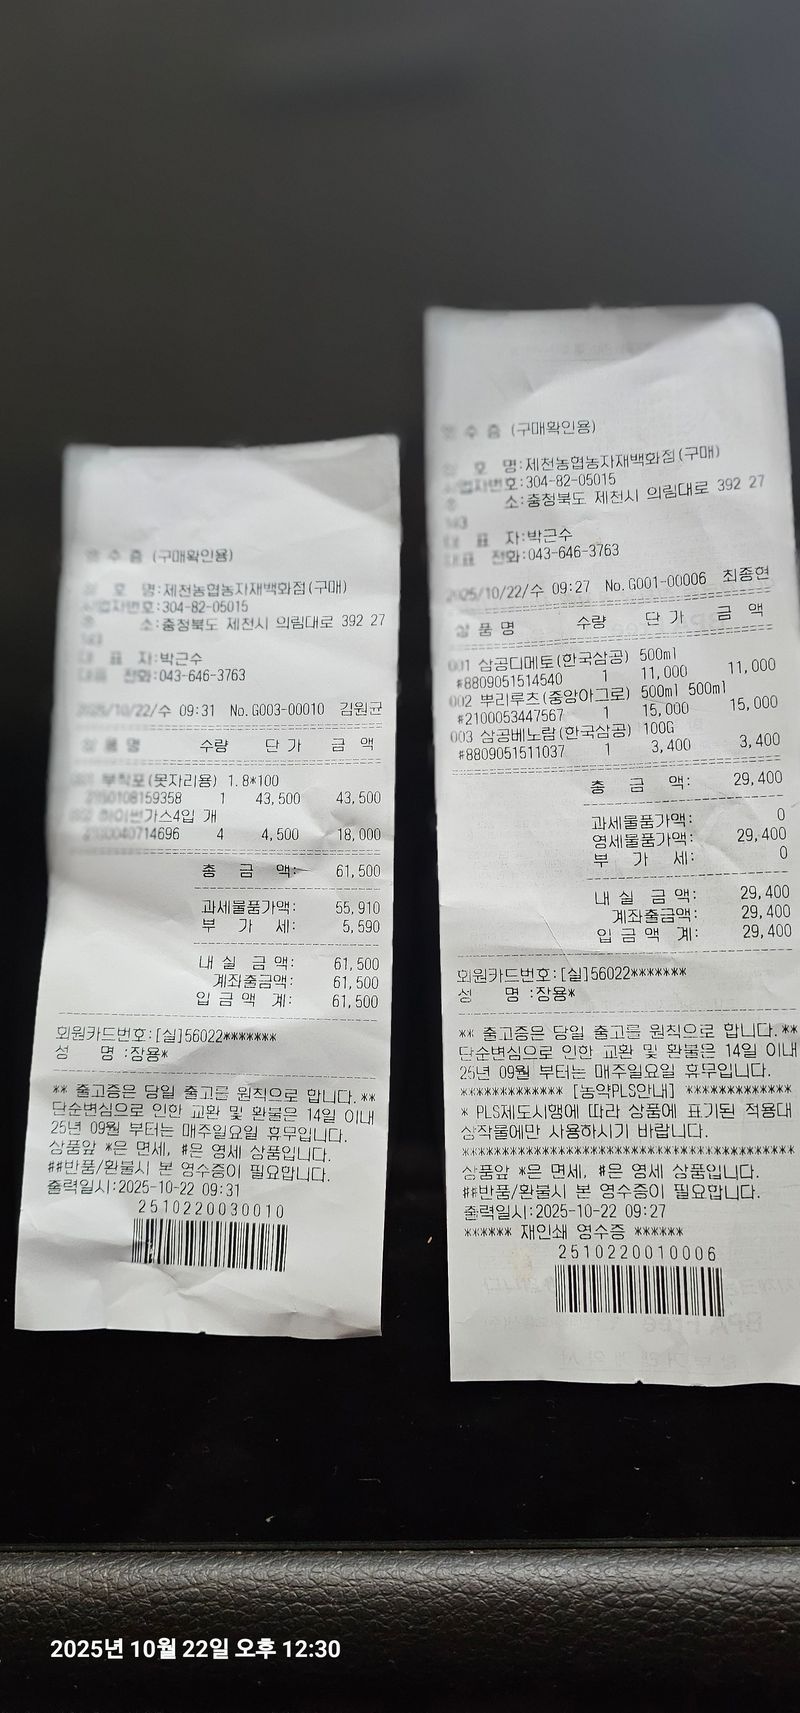 영 수 증 (구매확인용)
상 호 명:제천농협농자재백화점(구매)
사업자번호:304-82-05015
주 소:충청북도 제천시 의림대로 392 27
143
대 표 자:박근수
대표 전화:043-646-3763
2025/10/22/수 09:31 No.G003-00010 김원균
상 품 명 수량 단 가 금 액
001 부직포(못자리용) 1.8*100
2150108159358 1 43,500 43,500
002 하이썬가스4입 개
2100040714696 4 4,500 18,000
총 금 액: 61,500
과세물품가액: 55,910
부 가 세: 5,590
내 실 금 액: 61,500
계좌출금액: 61,500
입 금 액 계: 61,500
회원카드번호:[실]56022*******
성 명 :장용*
** 출고증은 당일 출고를 원칙으로 합니다.**
단순변심으로 인한 교환 및 환불은 14일 이내
25년 09월 부터는 매주일요일 휴무입니다.
상품앞 *은 면세, #은 영세 상품입니다.
##반품/환불시 본 영수증이 필요합니다.
출력일시:2025-10-22 09:31
2510220030010
영 수 증 (구매확인용)
상 호 명:제천농협농자재백화점(구매)
사업자번호:304-82-05015
주 소:충청북도 제천시 의림대로 392 27
143
대 표 자:박근수
대표 전화:043-646-3763
2025/10/22/수 09:27 No.G001-00006 최종현
상 품 명 수량 단 가 금 액
001 삼공디메토(한국삼공) 500ml
#8809051514540 1 11,000 11,000
002 뿌리루츠(중앙아그로) 500ml 500ml
#2100053447567 1 15,000 15,000
003 삼공베노람(한국삼공) 100G
#8809051511037 1 3,400 3,400
총 금 액: 29,400
과세물품가액: 0
영세물품가액: 29,400
부 가 세: 0
내 실 금 액: 29,400
계좌출금액: 29,400
입 금 액 계: 29,400
회원카드번호:[실]56022*******
성 명 :장용*
** 출고증은 당일 출고를 원칙으로 합니다.**
단순변심으로 인한 교환 및 환불은 14일 이내
25년 09월 부터는 매주일요일 휴무입니다.
************* [농약PLS안내] *************
* PLS제도시행에 따라 상품에 표기된 적용대
상작물에만 사용하시기 바랍니다.
****************************************
상품앞 *은 면세, #은 영세 상품입니다.
##반품/환불시 본 영수증이 필요합니다.
출력일시:2025-10-22 09:27
****** 재인쇄 영수증 ******
2510220010006
2025년 10월 22일 오후 12:30